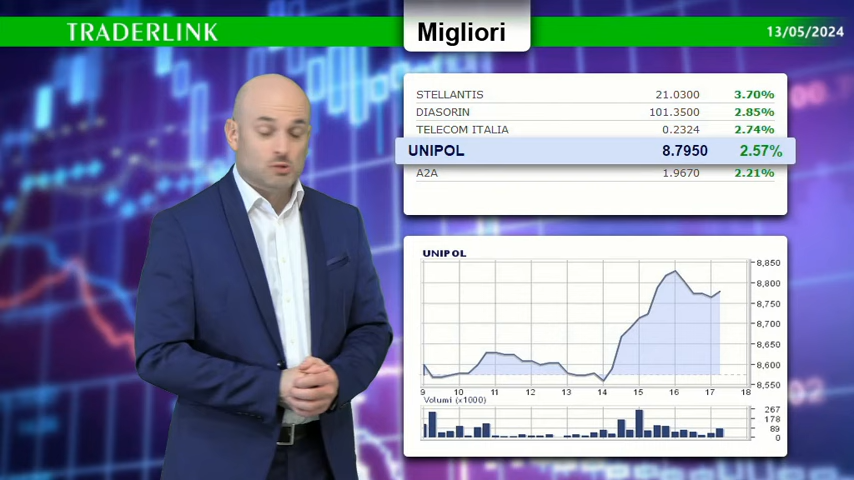 TRADERLINK
Migliori
13/05/2024
STELLANTIS 21.0300 3.70%
DIASORIN 101.3500 2.85%
TELECOM ITALIA 0.2324 2.74%
UNIPOL 8.7950 2.57%
A2A 1.9670 2.21%
UNIPOL
8,850
8,800
8,750
8,700
8,650
8,600
8,550
9 10 11 12 13 14 15 16 17 18
Volumi (x1000)
267
178
89
0